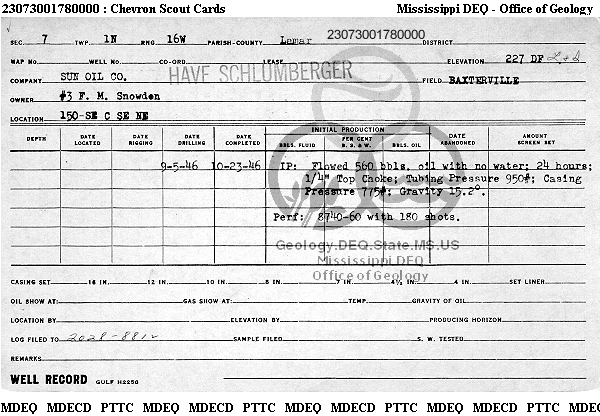 23073001780000 : Chevron Scout Cards Mississippi DEQ - Office of Geology
23073001780000
SEC. 7 TWP. 1N RNG. 16W PARISH-COUNTY Lamar DISTRICT
MAP NO. WELL NO. CO-ORD. LEASE ELEVATION 227 DF
COMPANY SUN OIL CO. HAVE SCHLUMBERGER FIELD BAXTERVILLE
OWNER #3 F. M. Snowden
LOCATION 150-SE C SE NE
INITIAL PRODUCTION
DEPTH DATE LOCATED DATE RIGGING DATE DRILLING DATE COMPLETED BBLS. FLUID PER CENT B. S. & W. BBLS. OIL DATE ABANDONED AMOUNT SCREEN SET
9-5-46 10-23-46 IP: Flowed 560 bbls. oil with no water; 24 hours;
1/4" Top Choke; Tubing Pressure 950#; Casing
Pressure 775#; Gravity 15.2°.
Perf: 8740-60 with 180 shots.
Geology.DEQ.State.MS.US
Mississippi DEQ
Office of Geology
CASING SET: 16 IN. 12 IN. 10 IN. 8 IN. 7 IN. 4½ IN. 4 IN. SET LINER
OIL SHOW AT: GAS SHOW AT: TEMP. GRAVITY OF OIL
LOCATION BY ELEVATION BY PRODUCING HORIZON
LOG FILED TO 2028-8812 SAMPLE FILED S. W. TESTED
REMARKS
WELL RECORD GULF H2250
MDEQ MDECD PTTC MDEQ MDECD PTTC MDEQ MDECD PTTC MDEQ MDECD PTTC MDEC